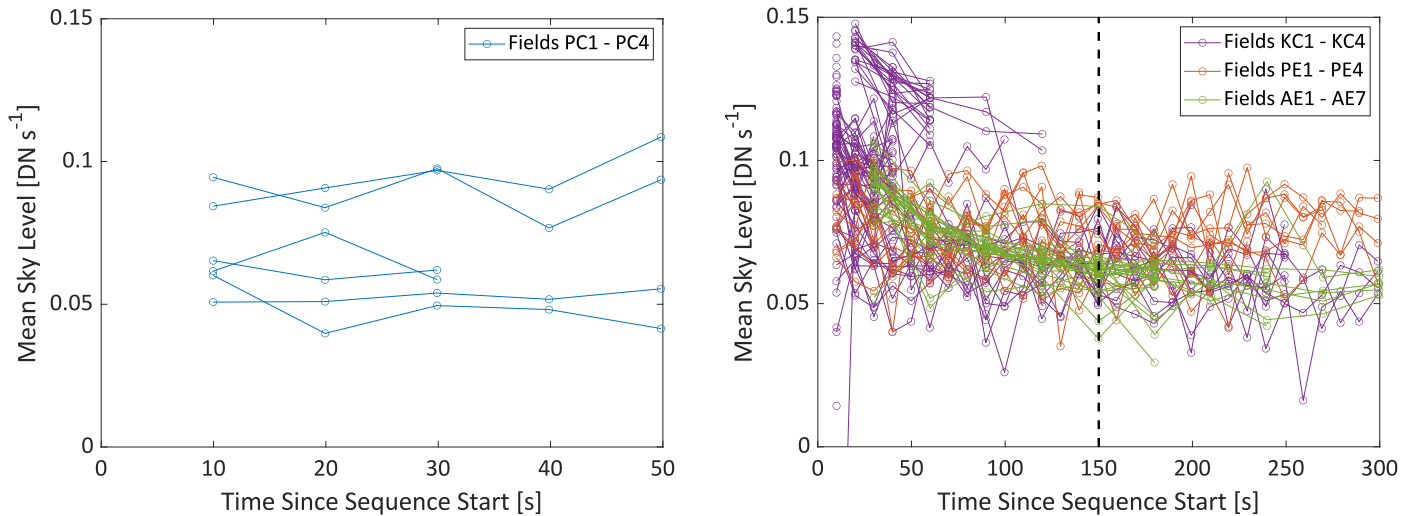 0.15
0.1
0.05
0
Mean Sky Level [DN s-1]
Fields PC1 - PC4
0 10 20 30 40 50
Time Since Sequence Start [s]
0.15
0.1
0.05
0
Mean Sky Level [DN s-1]
Fields KC1 - KC4
Fields PE1 - PE4
Fields AE1 - AE7
0 50 100 150 200 250 300
Time Since Sequence Start [s]